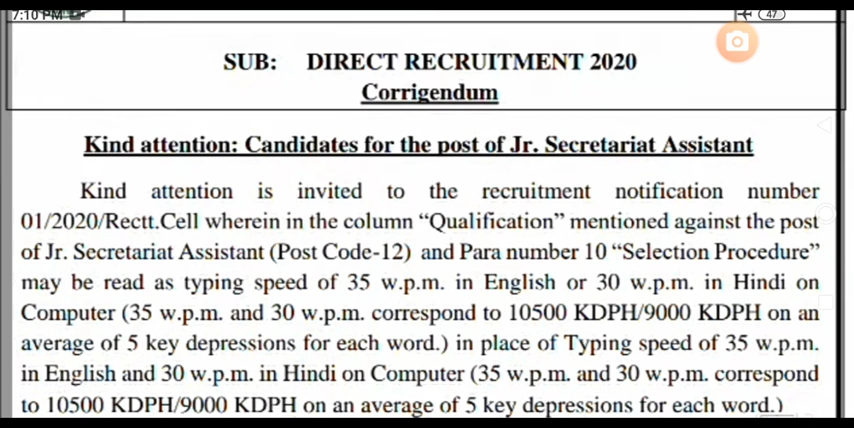 7:10 PM
47
SUB: DIRECT RECRUITMENT 2020
Corrigendum
Kind attention: Candidates for the post of Jr. Secretariat Assistant
Kind attention is invited to the recruitment notification number
01/2020/Rectt.Cell wherein in the column “Qualification” mentioned against the post
of Jr. Secretariat Assistant (Post Code-12) and Para number 10 “Selection Procedure”
may be read as typing speed of 35 w.p.m. in English or 30 w.p.m. in Hindi on
Computer (35 w.p.m. and 30 w.p.m. correspond to 10500 KDPH/9000 KDPH on an
average of 5 key depressions for each word.) in place of Typing speed of 35 w.p.m.
in English and 30 w.p.m. in Hindi on Computer (35 w.p.m. and 30 w.p.m. correspond
to 10500 KDPH/9000 KDPH on an average of 5 key depressions for each word.)